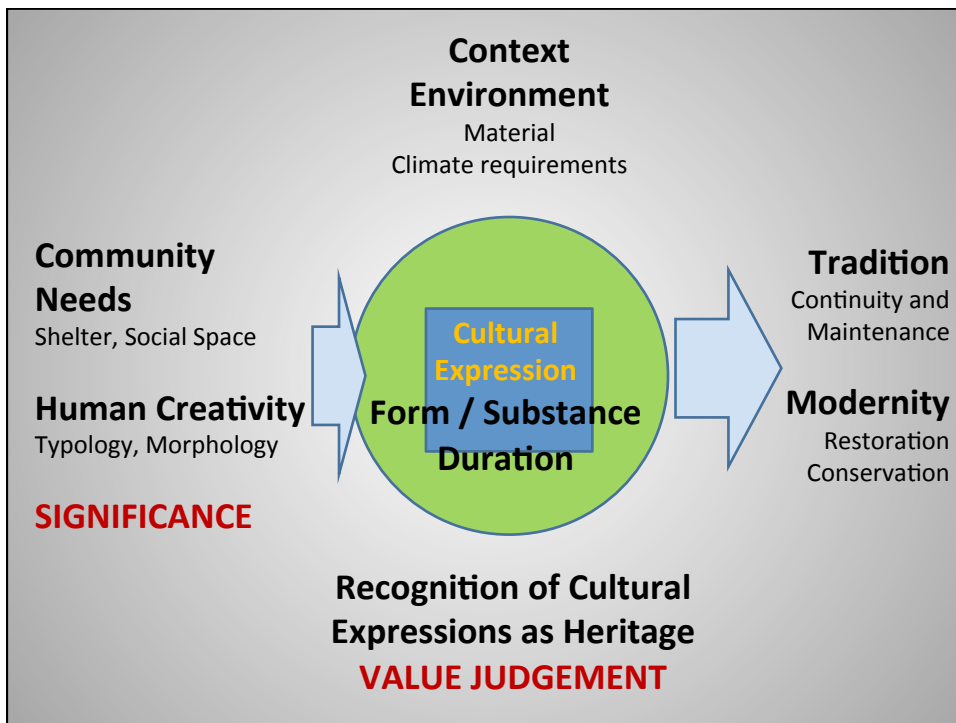 Context
Environment
Material
Climate requirements
Community
Needs
Shelter, Social Space
Human Creativity
Typology, Morphology
SIGNIFICANCE
Cultural
Expression
Form / Substance
Duration
Tradition
Continuity and
Maintenance
Modernity
Restoration
Conservation
Recognition of Cultural
Expressions as Heritage
VALUE JUDGEMENT